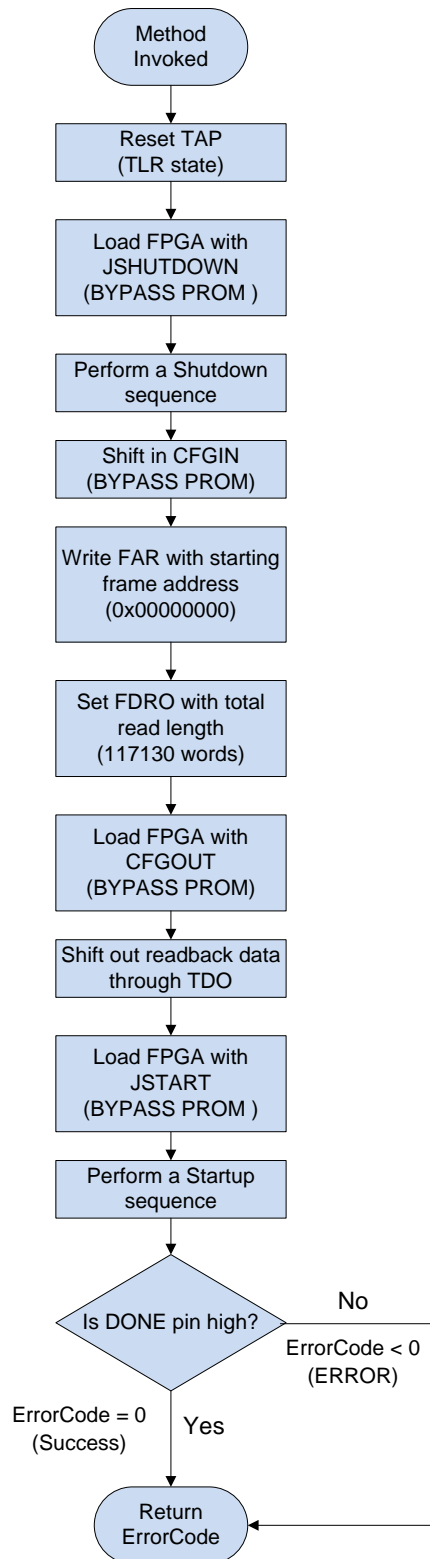 Method
Invoked
Reset TAP
(TLR state)
Load FPGA with
JSHUTDOWN
(BYPASS PROM )
Perform a Shutdown
sequence
Shift in CFGIN
(BYPASS PROM)
Write FAR with starting
frame address
(0x00000000)
Set FDRO with total
read length
(117130 words)
Load FPGA with
CFGOUT
(BYPASS PROM)
Shift out readback data
through TDO
Load FPGA with
JSTART
(BYPASS PROM )
Perform a Startup
sequence
Is DONE pin high?
No
ErrorCode < 0
(ERROR)
ErrorCode = 0
(Success)
Yes
Return
ErrorCode